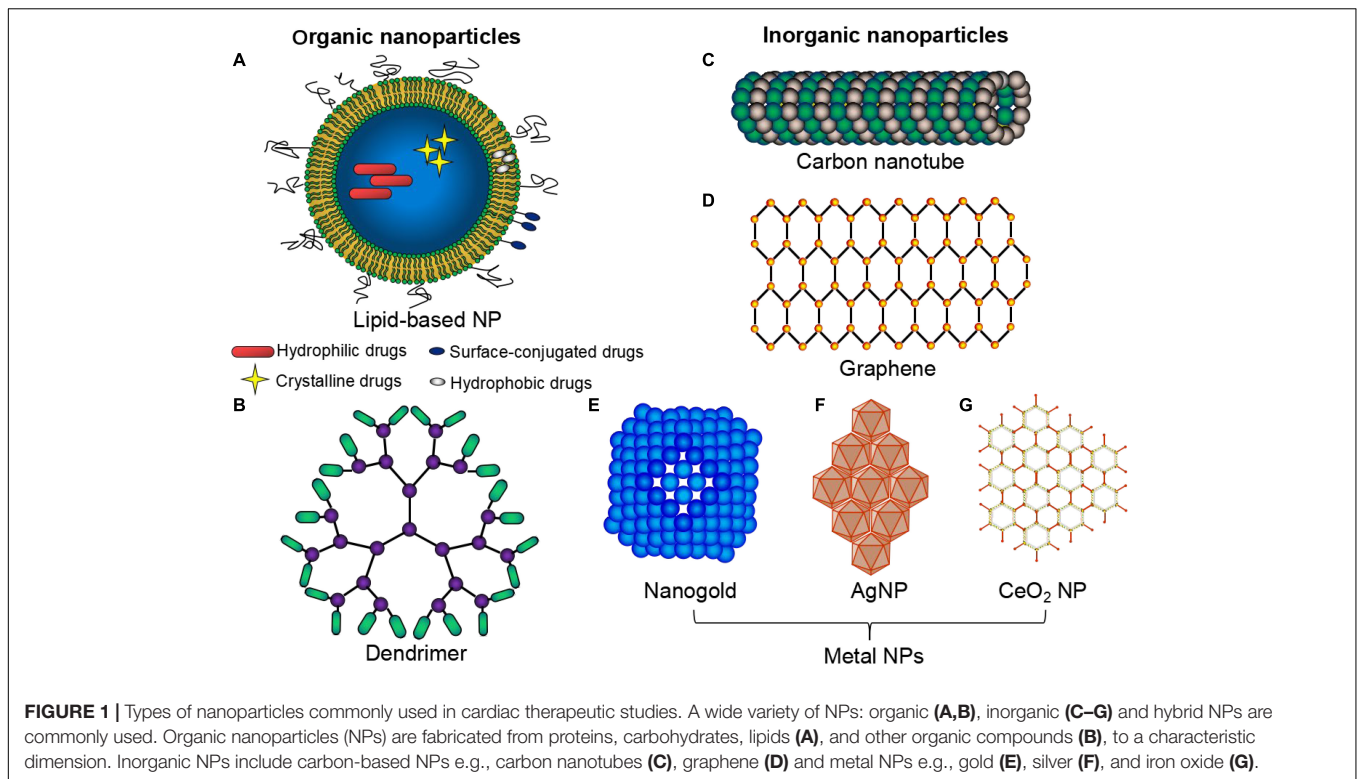 Organic nanoparticles
Inorganic nanoparticles
A
Lipid-based NP
Hydrophilic drugs
Surface-conjugated drugs
Crystalline drugs
Hydrophobic drugs
B
Dendrimer
C
Carbon nanotube
D
Graphene
E
F
G
Nanogold
AgNP
CeO₂ NP
Metal NPs
FIGURE 1 | Types of nanoparticles commonly used in cardiac therapeutic studies. A wide variety of NPs: organic (A,B), inorganic (C–G) and hybrid NPs are
commonly used. Organic nanoparticles (NPs) are fabricated from proteins, carbohydrates, lipids (A), and other organic compounds (B), to a characteristic
dimension. Inorganic NPs include carbon-based NPs e.g., carbon nanotubes (C), graphene (D) and metal NPs e.g., gold (E), silver (F), and iron oxide (G).